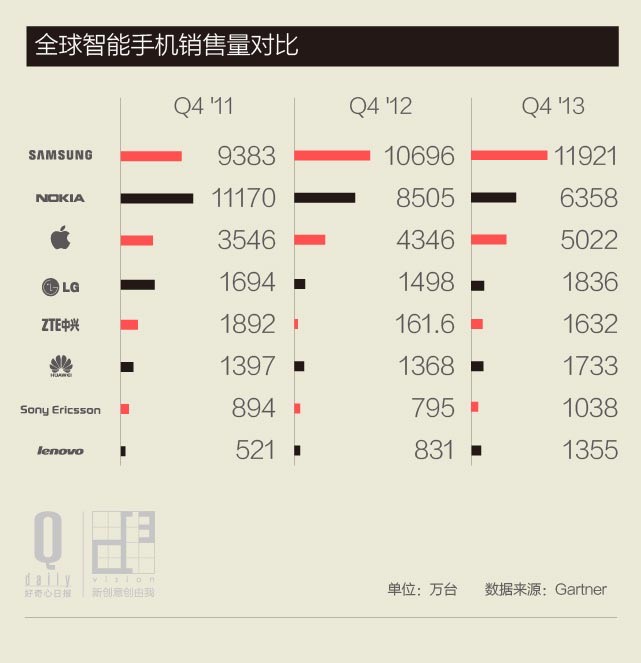 全球智能手机销售量对比
Q4 '11 Q4 '12 Q4 '13
SAMSUNG 9383 10696 11921
NOKIA 11170 8505 6358
3546 4346 5022
LG 1694 1498 1836
ZTE中兴 1892 161.6 1632
HUAWEI 1397 1368 1733
Sony Ericsson 894 795 1038
lenovo 521 831 1355
Q
daily
好奇心日报
vision
新创意创由我
单位：万台 数据来源：Gartner